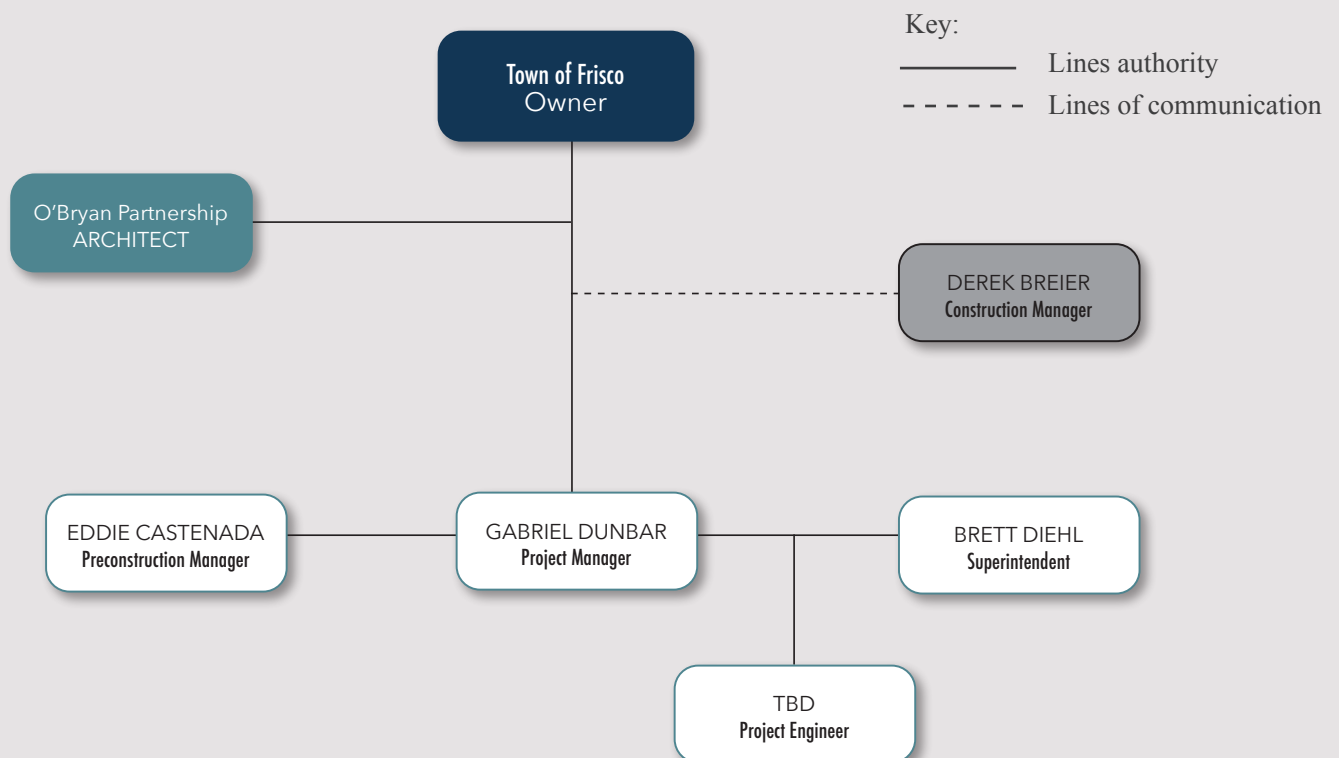 Key:
Lines authority
Lines of communication
Town of Frisco
Owner
O'Bryan Partnership
ARCHITECT
DEREK BREIER
Construction Manager
EDDIE CASTENADA
Preconstruction Manager
GABRIEL DUNBAR
Project Manager
BRETT DIEHL
Superintendent
TBD
Project Engineer